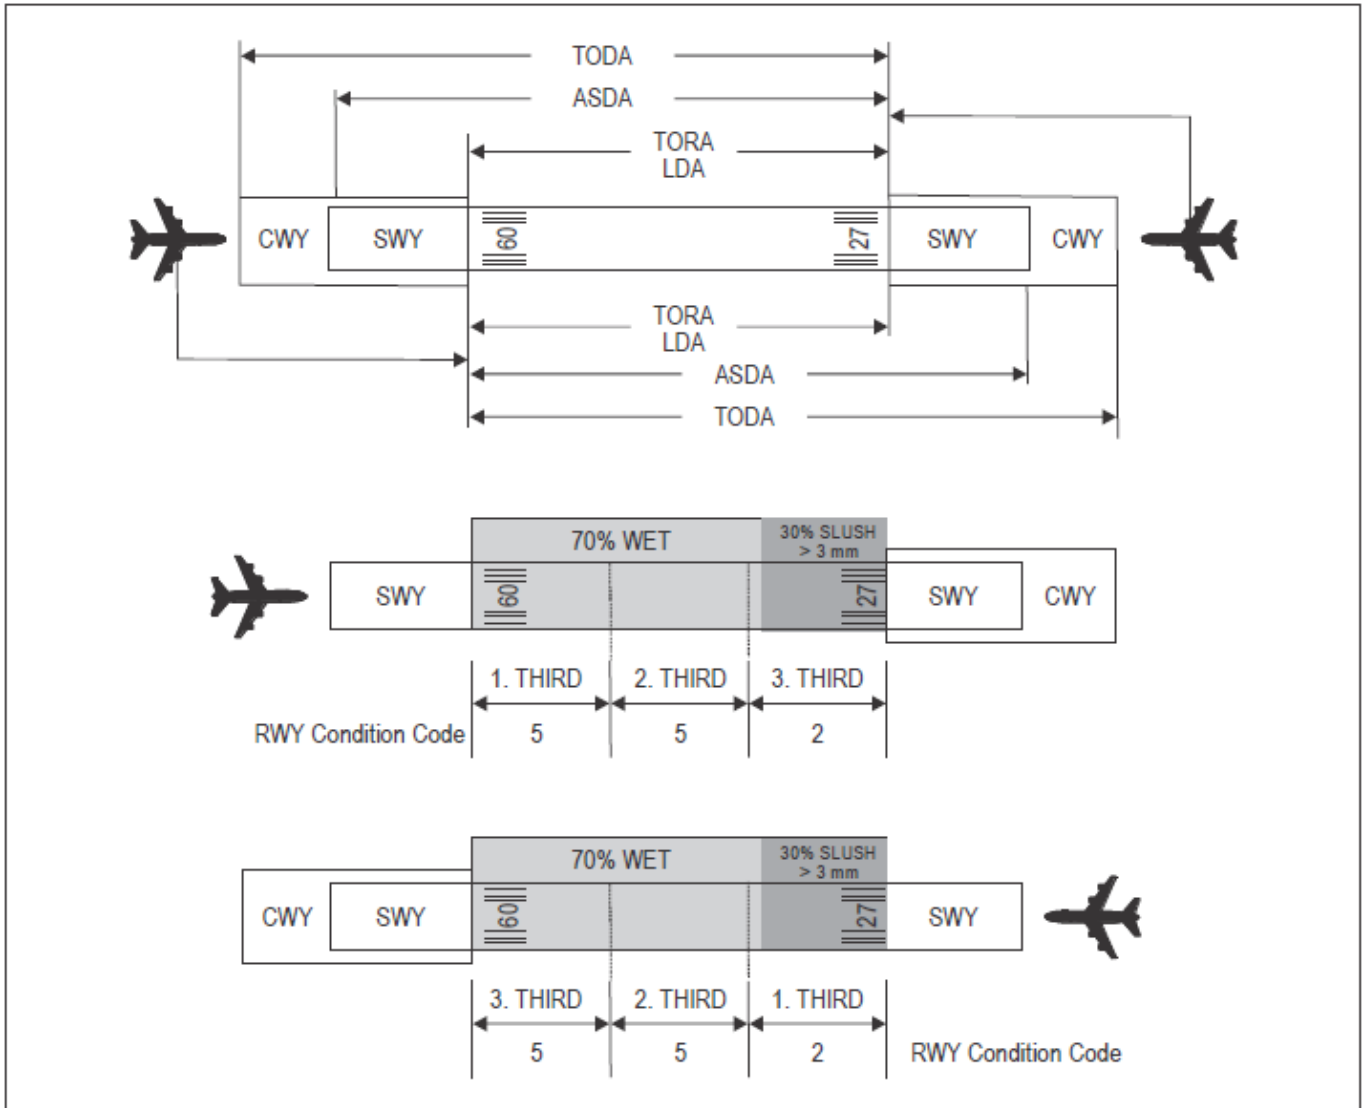 TODA
ASDA
TORA
LDA
CWY
SWY
09
27
SWY
CWY
TORA
LDA
ASDA
TODA
70% WET
30% SLUSH
> 3 mm
SWY
09
27
SWY
CWY
1. THIRD
2. THIRD
3. THIRD
RWY Condition Code
5
5
2
70% WET
30% SLUSH
> 3 mm
CWY
SWY
09
27
SWY
3. THIRD
2. THIRD
1. THIRD
5
5
2
RWY Condition Code